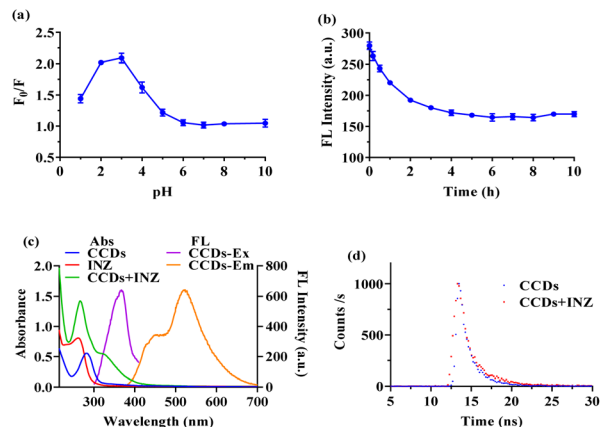 (a)
F0/F
2.5
2.0
1.5
1.0
0.5
0 2 4 6 8 10
pH
(b)
FL Intensity (a.u.)
300
250
200
150
100
0 2 4 6 8 10
Time (h)
(c)
Abs FL
CCDs CCDs-Ex
INZ CCDs-Em
CCDs+INZ
Absorbance
2.0
1.5
1.0
0.5
0.0
300 400 500 600 700
Wavelength (nm)
800
600
400
200
0
FL Intensity (a.u.)
(d)
CCDs
CCDs+INZ
Counts /s
1000
500
0
5 10 15 20 25 30
Time (ns)